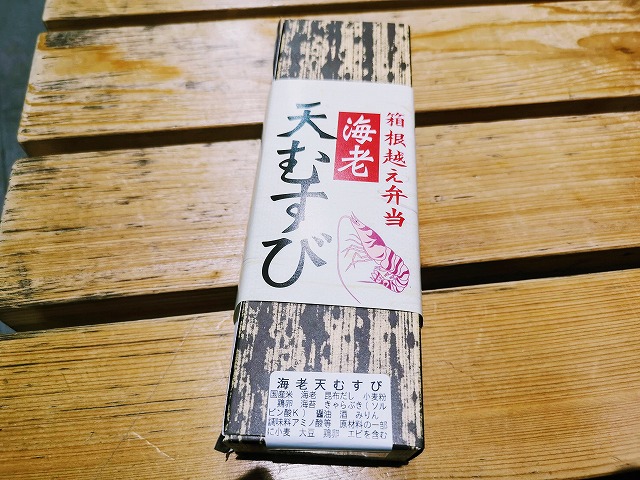 箱根越え弁当
海老
天むすび
海老天むすび
国産米 海老 昆布だし 小麦粉
鶏卵 海苔 きゃらぶき(ソル
ビン酸K) 醤油 酒 みりん
調味料アミノ酸等 原材料の一部
に小麦 大豆 鶏卵 エビを含む